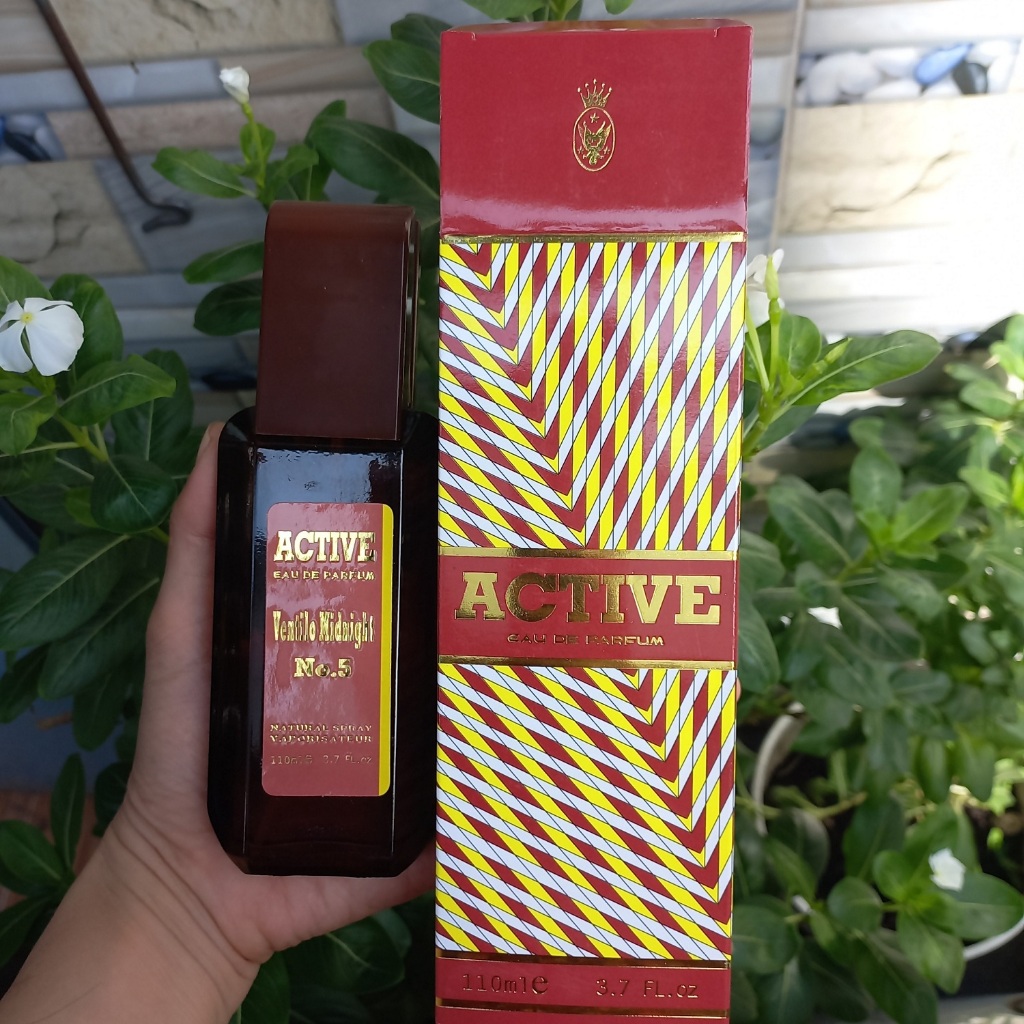 ACTIVE
EAU DE PARFUM
Ventilo Midnight
No.5
NATURAL SPRAY
VAPORISATEUR
110ml e 3.7 FL.oz
ACTIVE
EAU DE PARFUM
110ml e 3.7 FL.oz